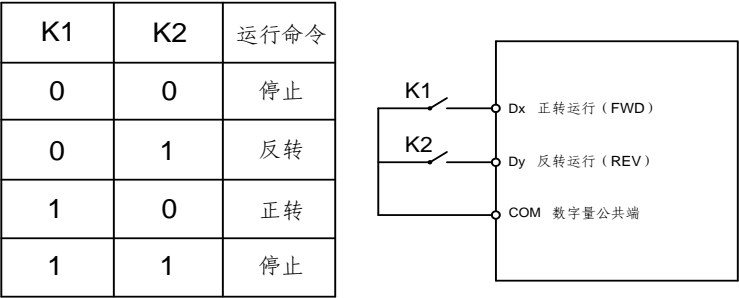 K1 K2 运行命令
0 0 停止
0 1 反转
1 0 正转
1 1 停止
K1
Dx 正转运行（FWD）
K2
Dy 反转运行（REV）
COM 数字量公共端